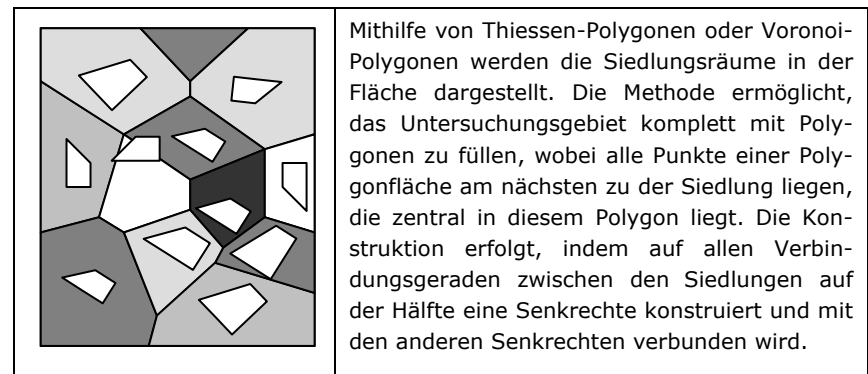 Mithilfe von Thiessen-Polygonen oder Voronoi-
Polygonen werden die Siedlungsräume in der
Fläche dargestellt. Die Methode ermöglicht,
das Untersuchungsgebiet komplett mit Poly-
gonen zu füllen, wobei alle Punkte einer Poly-
gonfläche am nächsten zu der Siedlung liegen,
die zentral in diesem Polygon liegt. Die Kon-
struktion erfolgt, indem auf allen Verbin-
dungsgeraden zwischen den Siedlungen auf
der Hälfte eine Senkrechte konstruiert und mit
den anderen Senkrechten verbunden wird.